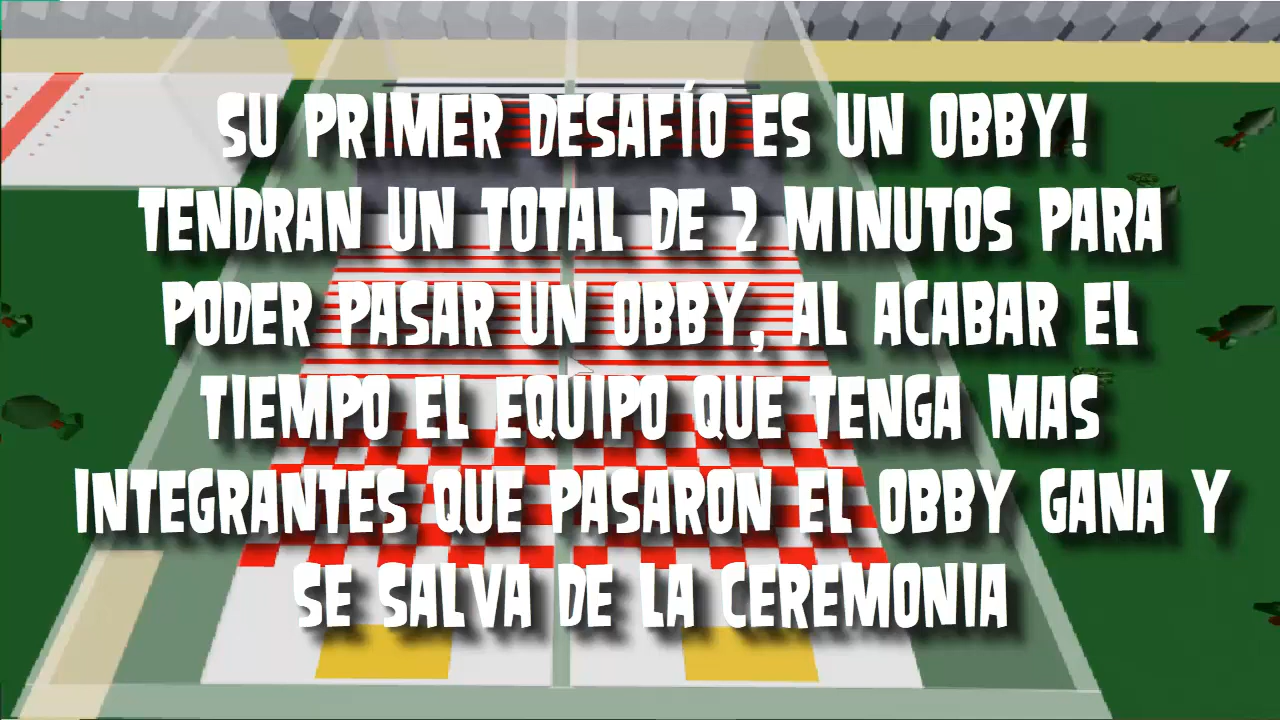 SU PRIMER DESAFÍO ES UN OBBY!
TENDRAN UN TOTAL DE 2 MINUTOS PARA
PODER PASAR UN OBBY, AL ACABAR EL
TIEMPO EL EQUIPO QUE TENGA MAS
INTEGRANTES QUE PASARON EL OBBY GANA Y
SE SALVA DE LA CEREMONIA